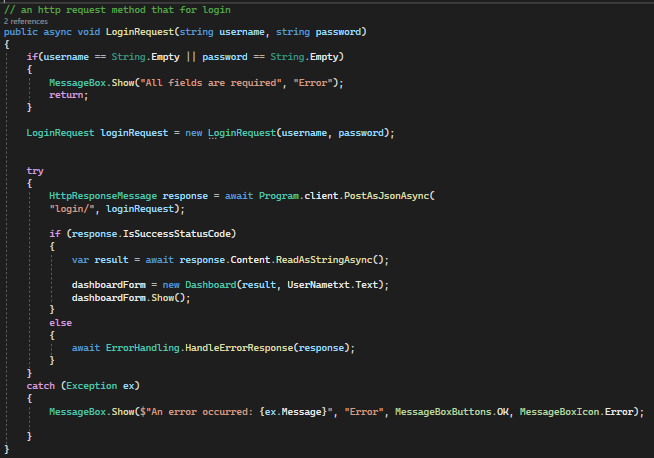 // an http request method that for login
2 references
public async void LoginRequest(string username, string password)
{
if(username == String.Empty || password == String.Empty)
{
MessageBox.Show("All fields are required", "Error");
return;
}
LoginRequest loginRequest = new LoginRequest(username, password);
try
{
HttpResponseMessage response = await Program.client.PostAsJsonAsync(
"login/", loginRequest);
if (response.IsSuccessStatusCode)
{
var result = await response.Content.ReadAsStringAsync();
dashboardForm = new Dashboard(result, UserNametxt.Text);
dashboardForm.Show();
}
else
{
await ErrorHandling.HandleErrorResponse(response);
}
}
catch (Exception ex)
{
MessageBox.Show($"An error occurred: {ex.Message}", "Error", MessageBoxButtons.OK, MessageBoxIcon.Error);
}
}